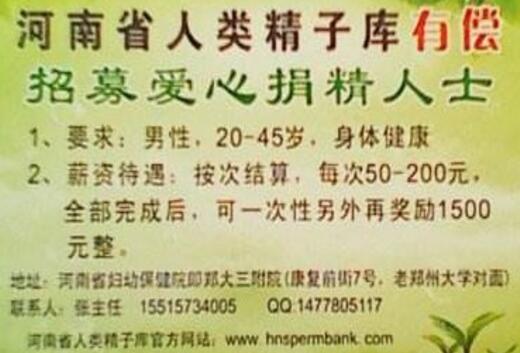 河南省人类精子库有偿
招募爱心捐精人士
1、要求：男性，20-45岁，身体健康
2、薪资待遇：按次结算，每次50-200元，
全部完成后，可一次性另外再奖励1500
元整。
地址：河南省妇幼保健院即郑大三附院(康复前街7号，老郑州大学对面)
联系人：张主任 15515734005 QQ:1477805117
河南省人类精子库官方网站：www.hnspermbank.com/